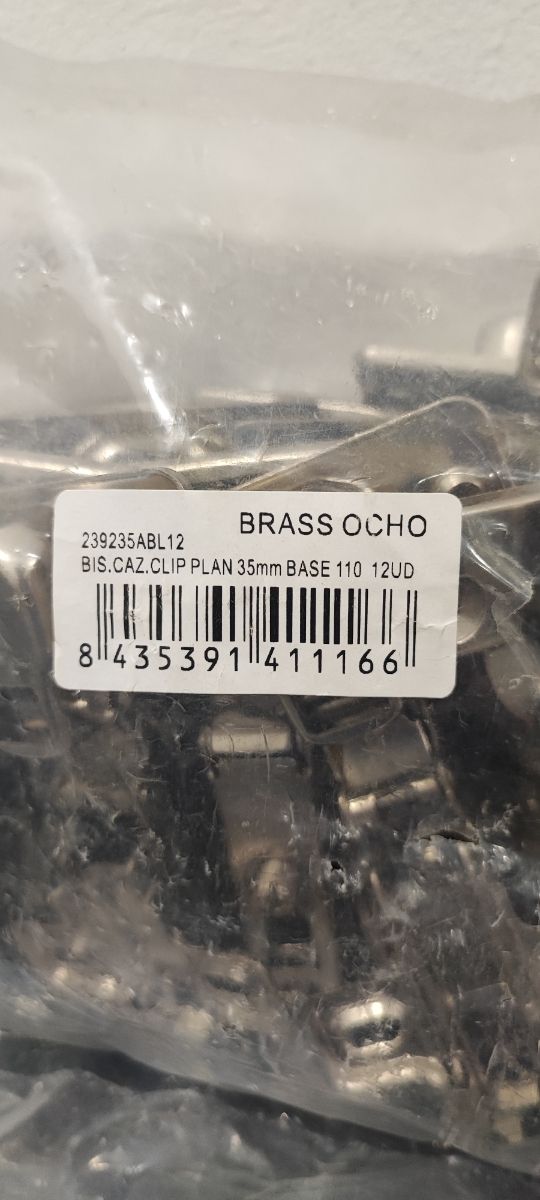 BRASS OCHO
239235ABL12
BIS.CAZ.CLIP PLAN 35mm BASE 110 12UD
8 435391 411166